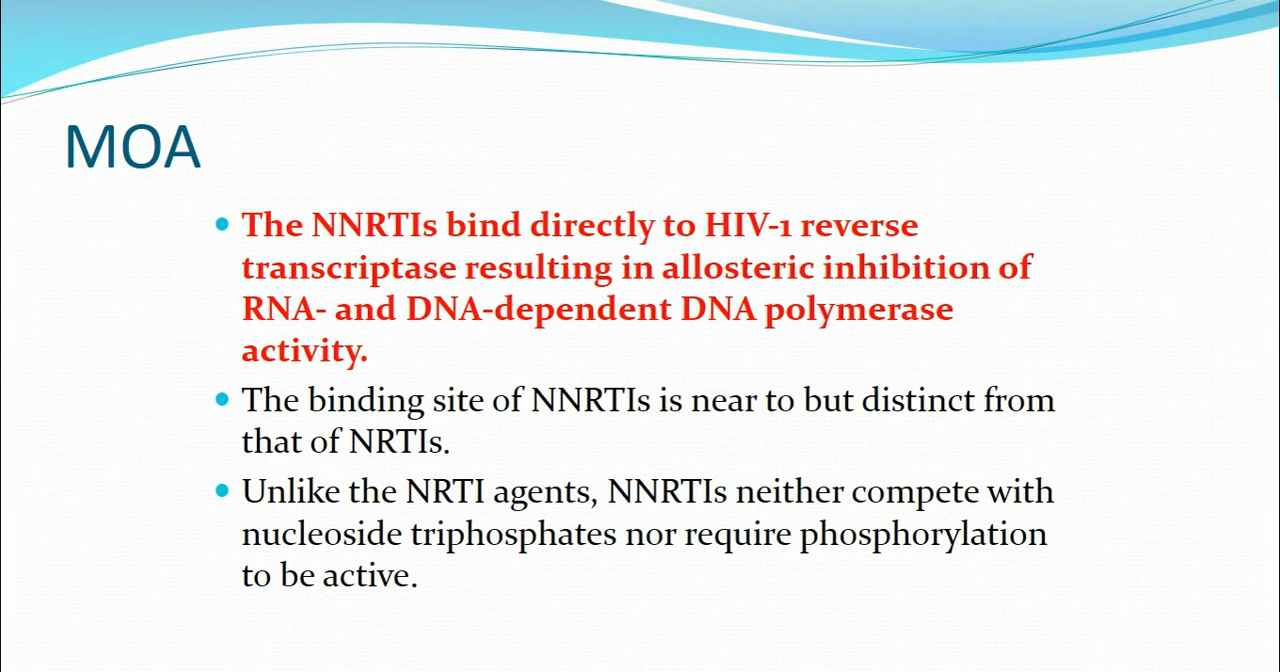 MOA
The NNRTIs bind directly to HIV-1 reverse
transcriptase resulting in allosteric inhibition of
RNA- and DNA-dependent DNA polymerase
activity.
The binding site of NNRTIs is near to but distinct from
that of NRTIs.
Unlike the NRTI agents, NNRTIs neither compete with
nucleoside triphosphates nor require phosphorylation
to be active.